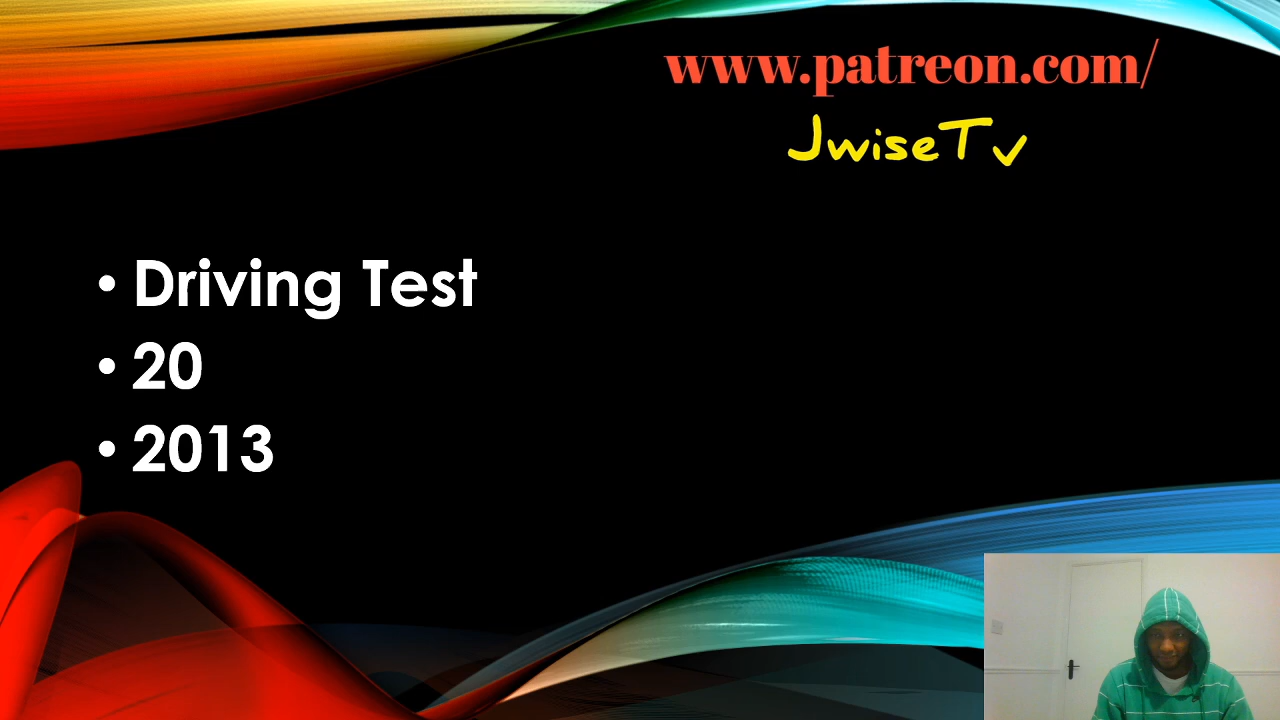 www.patreon.com/
JwiseTv
• Driving Test
• 20
• 2013